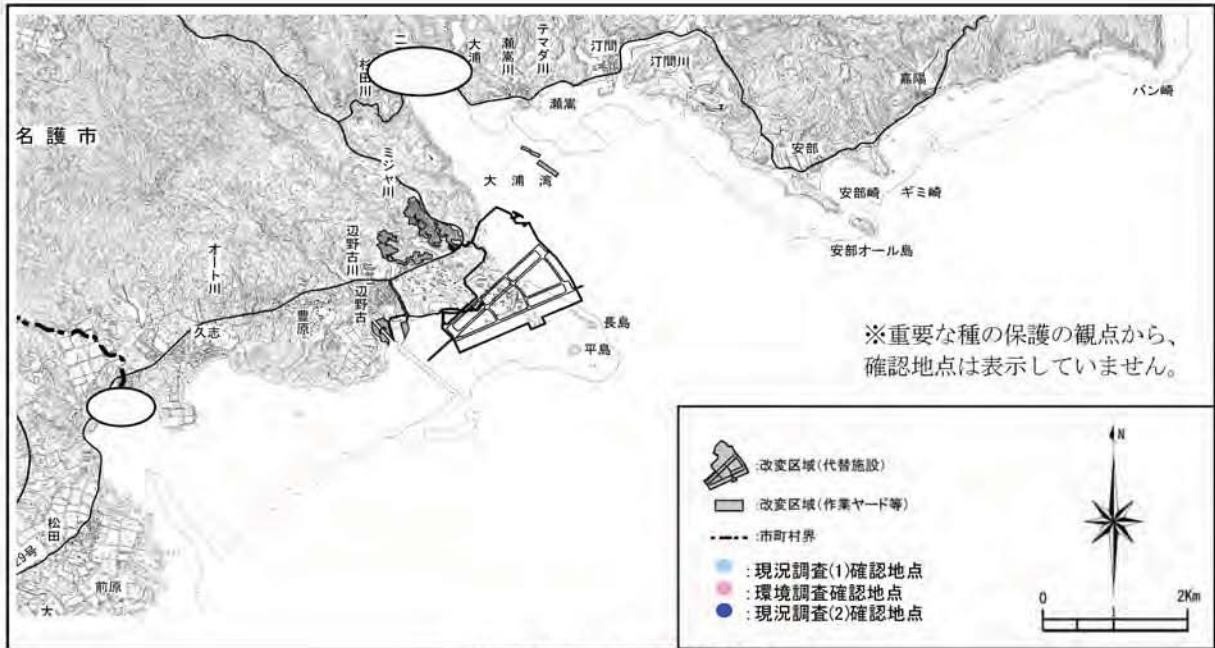 二
大浦
瀬嵩川
テマダ川
汀間
汀間川
嘉陽
バン崎
杉田川
瀬嵩
名護市
ミジャ川
大浦湾
安部
安部崎
ギミ崎
安部オール島
辺野古川
オート川
辺野古
豊原
久志
長島
平島
※重要な種の保護の観点から、
確認地点は表示していません。
松田
29号
前原
:改変区域(代替施設)
:改変区域(作業ヤード等)
:市町村界
:現況調査(1)確認地点
:環境調査確認地点
:現況調査(2)確認地点
N
0 2Km